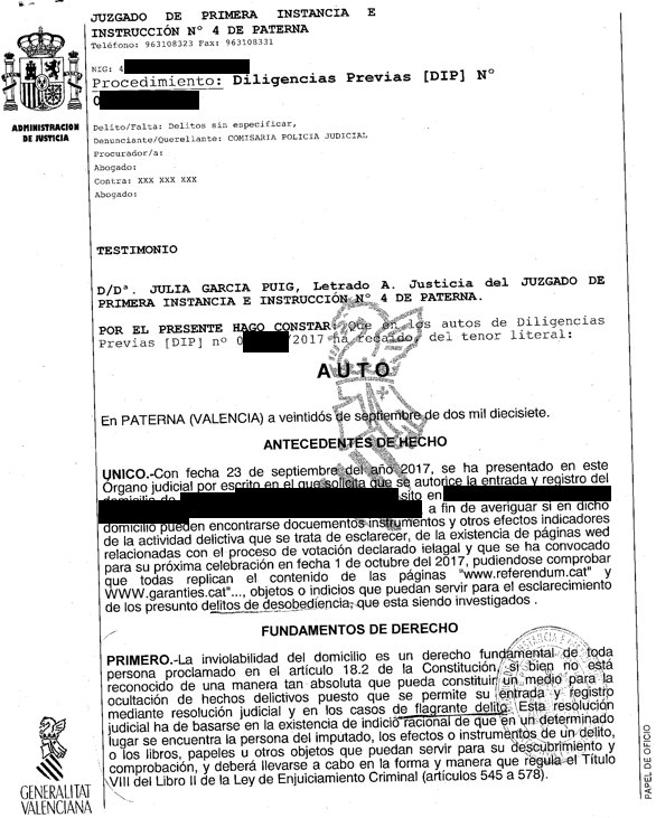 JUZGADO DE PRIMERA INSTANCIA E
INSTRUCCIÓN Nº 4 DE PATERNA
Teléfono: 963108323 Fax: 963108331
NIG: 4
Procedimiento: Diligencias Previas [DIP] Nº
0
ADMINISTRACION
DE JUSTICIA
Delito/Falta: Delitos sin especificar,
Denunciante/Querellante: COMISARIA POLICIA JUDICIAL
Procurador/a:
Abogado:
Contra: XXX XXX XXX
Abogado:
TESTIMONIO
D/Dª. JULIA GARCIA PUIG, Letrado A. Justicia del JUZGADO DE
PRIMERA INSTANCIA E INSTRUCCIÓN Nº 4 DE PATERNA.
POR EL PRESENTE HAGO CONSTAR: Que en los autos de Diligencias
Previas [DIP] nº 0 /2017 ha recaído, del tenor literal:
AUTO
En PATERNA (VALENCIA) a veintidós de septiembre de dos mil diecisiete.
ANTECEDENTES DE HECHO
UNICO.-Con fecha 23 de septiembre del año 2017, se ha presentado en este
Órgano judicial por escrito en el que solicita que se autorice la entrada y registro del
domicilio de sito en
a fin de averiguar si en dicho
domicilio pueden encontrarse docuementos instrumentos y otros efectos indicadores
de la actividad delictiva que se trata de esclarecer, de la existencia de páginas wed
relacionadas con el proceso de votación declarado ielagal y que se ha convocado
para su próxima celebración en fecha 1 de octubre del 2017, pudiendose comprobar
que todas replican el contenido de las páginas "www.referendum.cat" y
WWW.garanties.cat"..., objetos o indicios que puedan servir para el esclarecimiento
de los presunto delitos de desobediencia, que esta siendo investigados .
FUNDAMENTOS DE DERECHO
PRIMERO.-La inviolabilidad del domicilio es un derecho fundamental de toda
persona proclamado en el artículo 18.2 de la Constitución, si bien no está
reconocido de una manera tan absoluta que pueda constituir un medio para la
ocultación de hechos delictivos puesto que se permite su entrada y registro
mediante resolución judicial y en los casos de flagrante delito. Esta resolución
judicial ha de basarse en la existencia de indicio racional de que en un determinado
lugar se encuentra la persona del imputado, los efectos o instrumentos de un delito,
o los libros, papeles u otros objetos que puedan servir para su descubrimiento y
comprobación, y deberá llevarse a cabo en la forma y manera que regula el Título
VIII del Libro II de la Ley de Enjuiciamiento Criminal (artículos 545 a 578).
GENERALITAT
VALENCIANA
PAPEL DE OFICIO